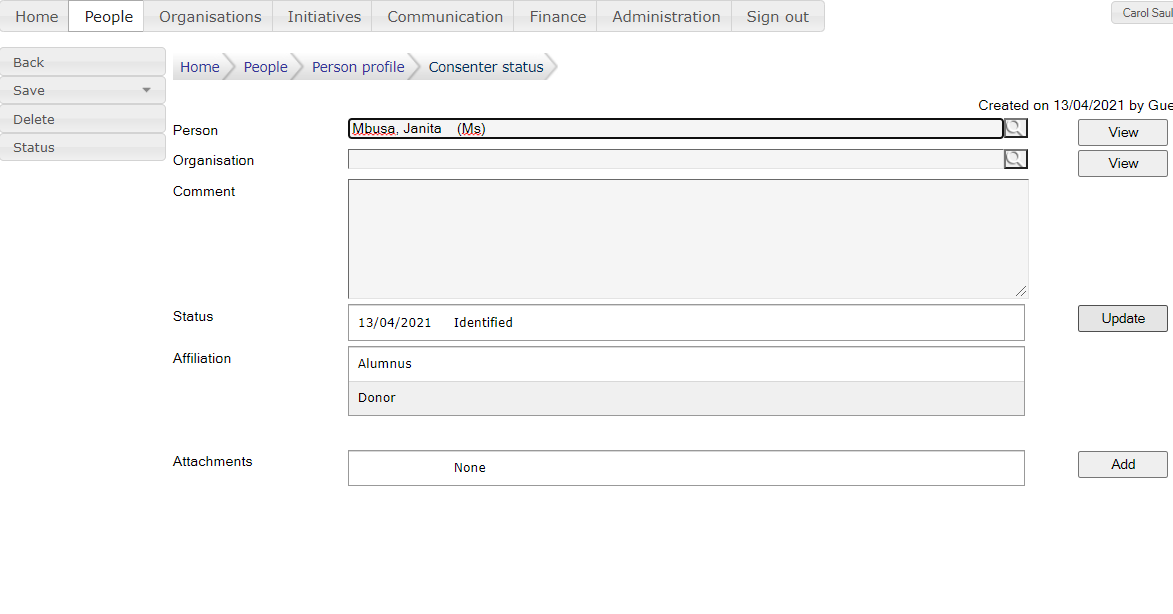 Home People Organisations Initiatives Communication Finance Administration Sign out
Back
Save
Delete
Status
Home People Person profile Consenter status
Created on 13/04/2021 by
Person Mbusa, Janita (Ms) View
Organisation View
Comment
Status 13/04/2021 Identified Update
Affiliation Alumnus
Donor
Attachments None Add
Carol